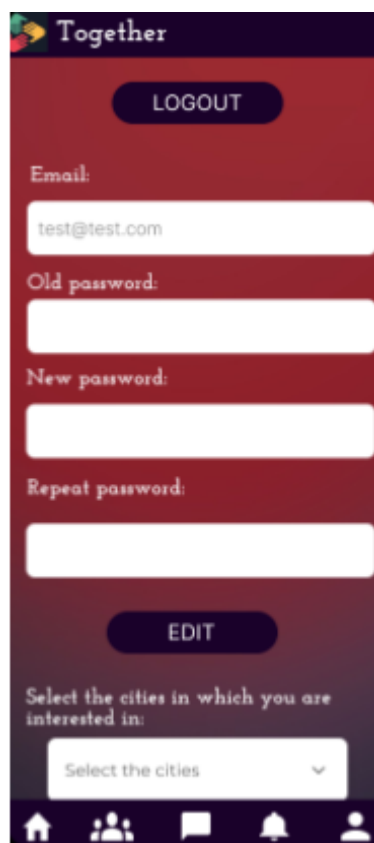 Together
LOGOUT
Email:
test@test.com
Old password:
New password:
Repeat password:
EDIT
Select the cities in which you are
interested in:
Select the cities